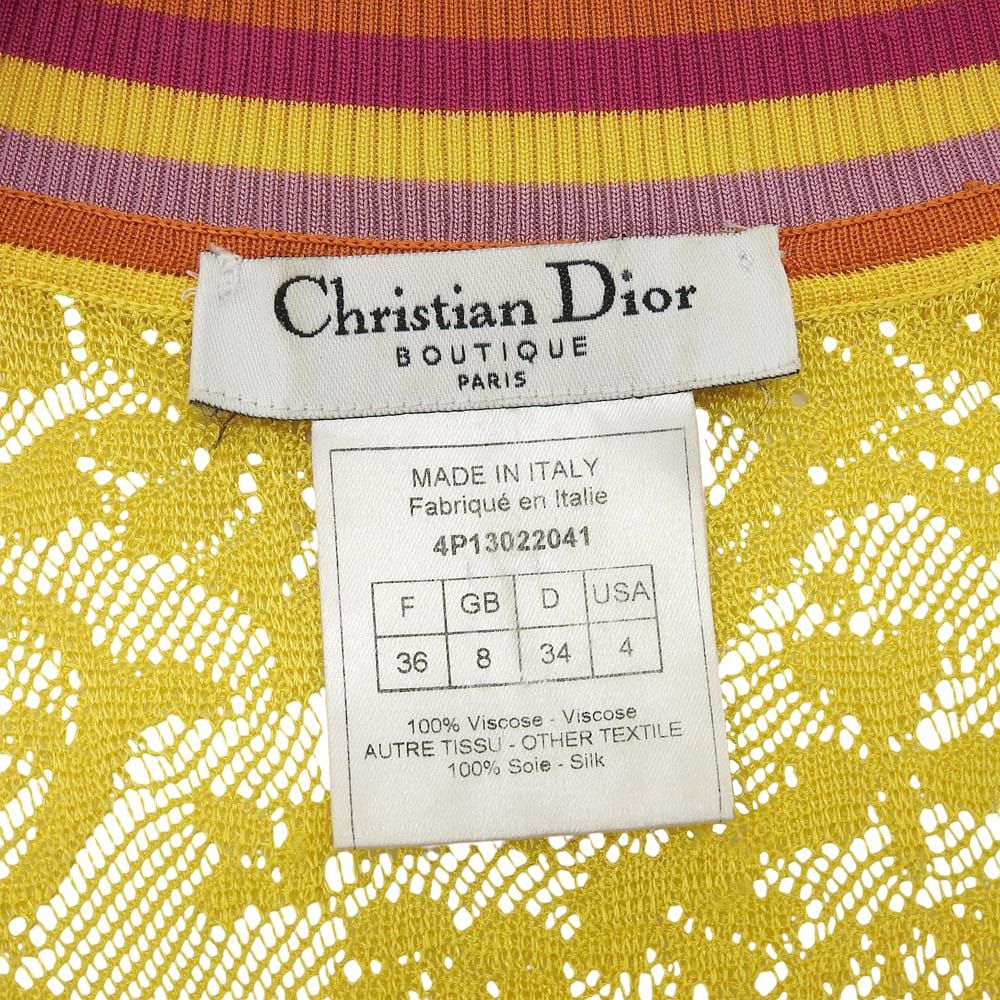 Christian Dior
BOUTIQUE
PARIS
MADE IN ITALY
Fabriqué en Italie
4P13022041
F GB D USA
36 8 34 4
100% Viscose - Viscose
AUTRE TISSU - OTHER TEXTILE
100% Soie - Silk